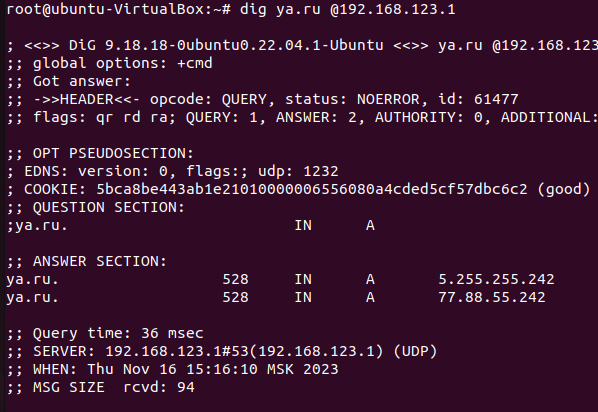 root@ubuntu-VirtualBox:~# dig ya.ru @192.168.123.1
; <<>> DiG 9.18.18-0ubuntu0.22.04.1-Ubuntu <<>> ya.ru @192.168.123
;; global options: +cmd
;; Got answer:
;; ->>HEADER<<- opcode: QUERY, status: NOERROR, id: 61477
;; flags: qr rd ra; QUERY: 1, ANSWER: 2, AUTHORITY: 0, ADDITIONAL:
;; OPT PSEUDOSECTION:
; EDNS: version: 0, flags:; udp: 1232
; COOKIE: 5bca8be443ab1e21010000006556080a4cded5cf57dbc6c2 (good)
;; QUESTION SECTION:
;ya.ru. IN A
;; ANSWER SECTION:
ya.ru. 528 IN A 5.255.255.242
ya.ru. 528 IN A 77.88.55.242
;; Query time: 36 msec
;; SERVER: 192.168.123.1#53(192.168.123.1) (UDP)
;; WHEN: Thu Nov 16 15:16:10 MSK 2023
;; MSG SIZE rcvd: 94